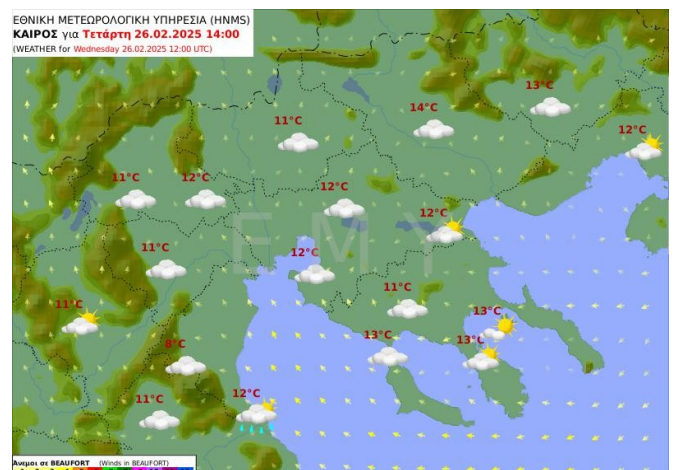 ΕΘΝΙΚΗ ΜΕΤΕΩΡΟΛΟΓΙΚΗ ΥΠΗΡΕΣΙΑ (HNMS)
ΚΑΙΡΟΣ για Τετάρτη 26.02.2025 14:00
(WEATHER for Wednesday 26.02.2025 12:00 UTC)
13°C
14°C
11°C
12°C
11°C
12°C
12°C
12°C
11°C
12°C
11°C
11°C
13°C
13°C
13°C
8°C
12°C
11°C
EMY
Άνεμοι σε BEAUFORT (Winds in BEAUFORT)